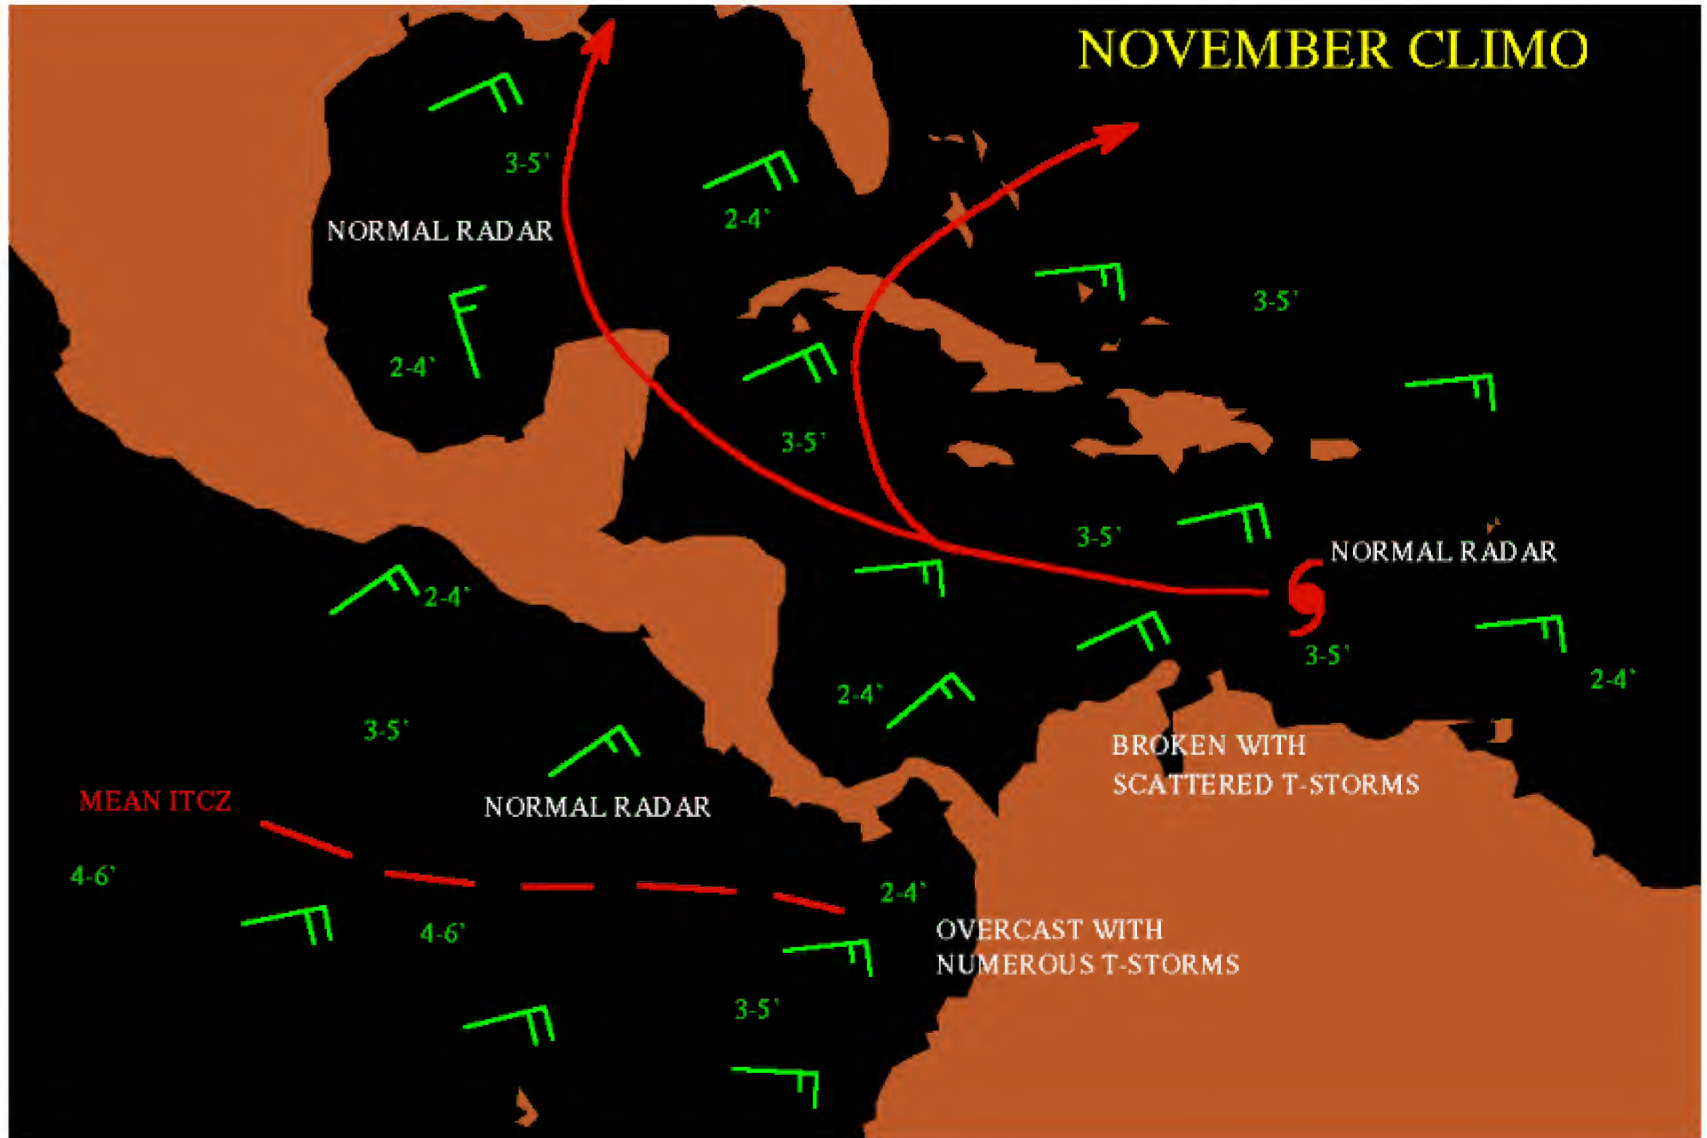 NOVEMBER CLIMO
3-5'
2-4'
NORMAL RADAR
3-5'
2-4'
3-5'
3-5'
NORMAL RADAR
2-4'
3-5'
2-4'
2-4'
3-5'
BROKEN WITH
SCATTERED T-STORMS
MEAN ITCZ
NORMAL RADAR
4-6'
2-4'
4-6'
OVERCAST WITH
NUMEROUS T-STORMS
3-5'